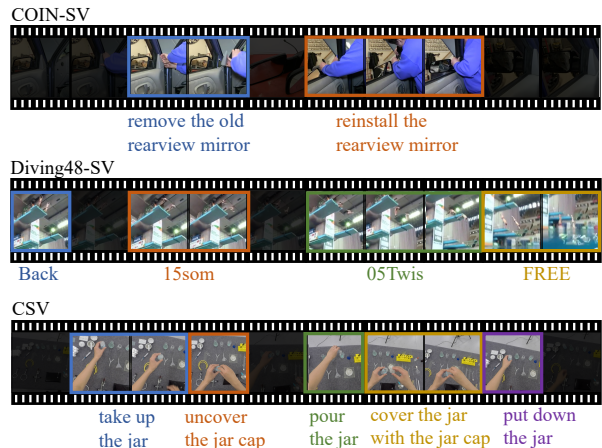 COIN-SV
remove the old
rearview mirror
reinstall the
rearview mirror
Diving48-SV
Back
15som
05Twis
FREE
CSV
take up
the jar
uncover
the jar cap
pour
the jar
cover the jar
with the jar cap
put down
the jar